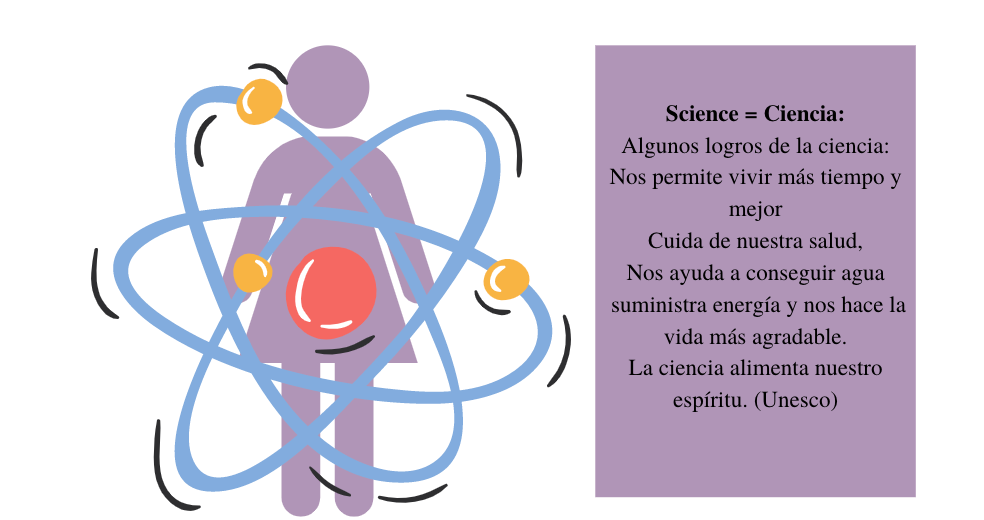 Science = Ciencia:
Algunos logros de la ciencia:
Nos permite vivir más tiempo y
mejor
Cuida de nuestra salud,
Nos ayuda a conseguir agua
suministra energía y nos hace la
vida más agradable.
La ciencia alimenta nuestro
espíritu. (Unesco)